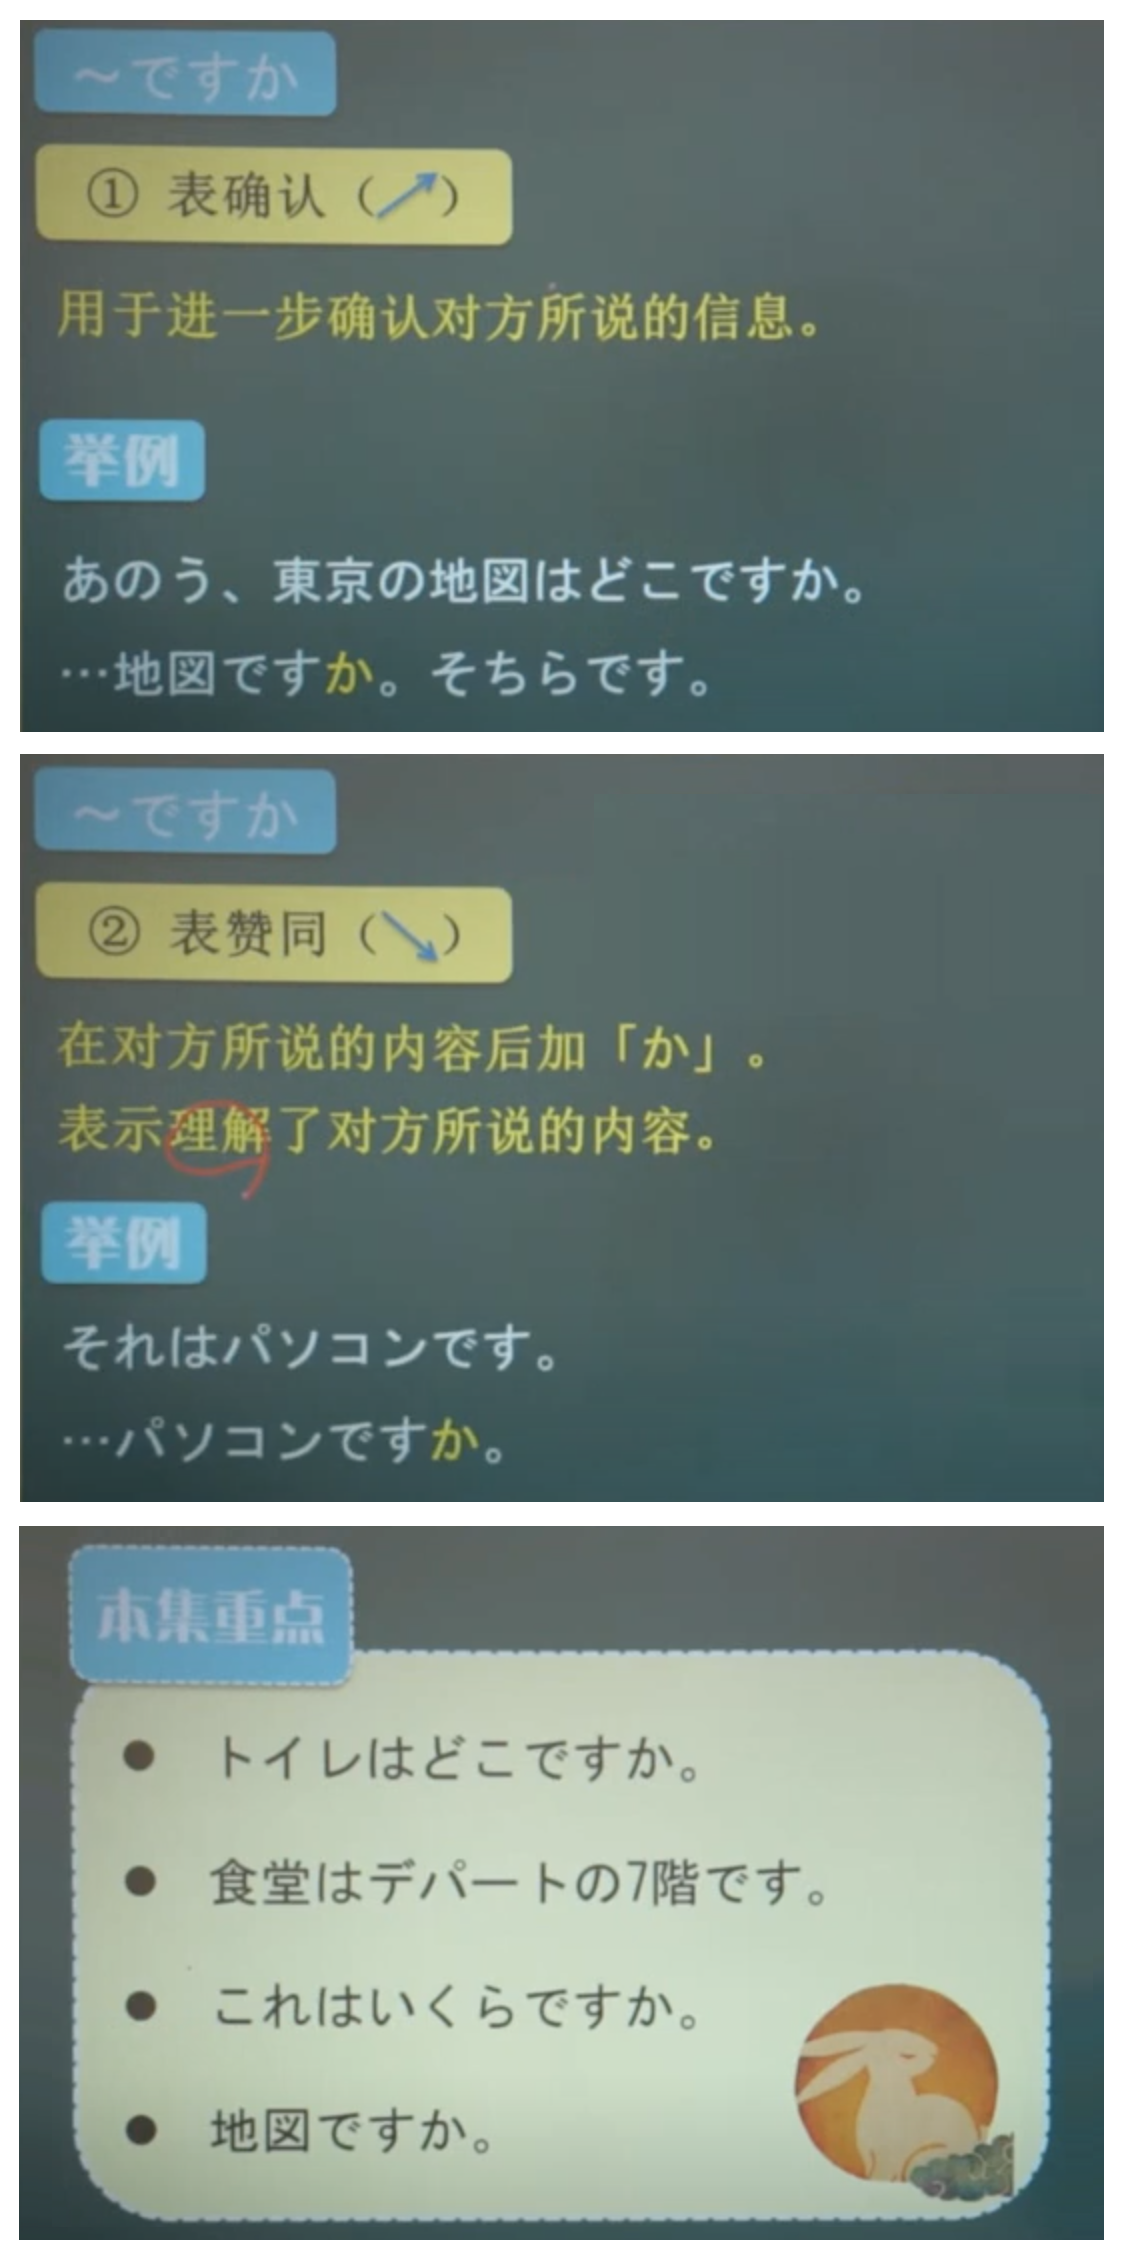 ～ですか
① 表确认（↗）
用于进一步确认对方所说的信息。
举例
あのう、東京の地図はどこですか。
…地図ですか。そちらです。
～ですか
② 表赞同（↘）
在对方所说的内容后加「か」。
表示理解了对方所说的内容。
举例
それはパソコンです。
…パソコンですか。
本集重点
● トイレはどこですか。
● 食堂はデパートの7階です。
● これはいくらですか。
● 地図ですか。